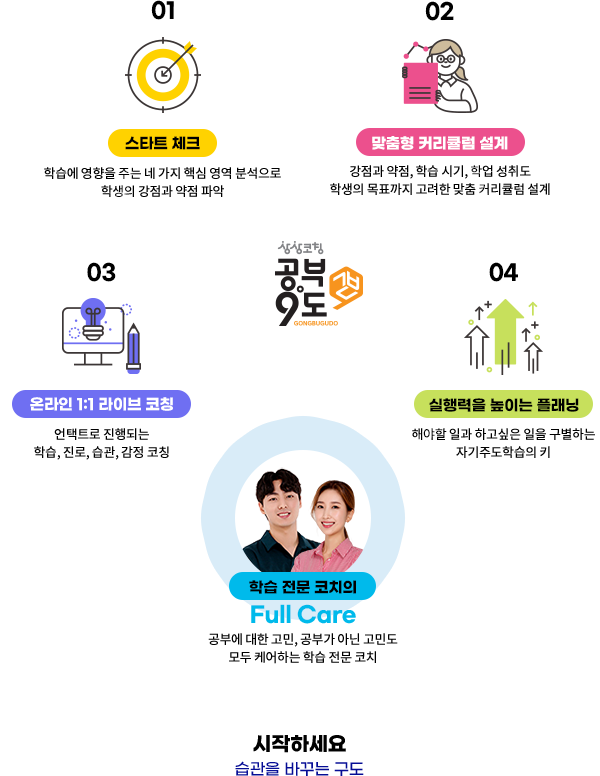 01
02
스타트 체크
맞춤형 커리큘럼 설계
학습에 영향을 주는 네 가지 핵심 영역 분석으로
학생의 강점과 약점 파악
강점과 약점, 학습 시기, 학업 성취도
학생의 목표까지 고려한 맞춤 커리큘럼 설계
03
상상코칭
공부
9도
갭
GONGBUGUDO
04
온라인 1:1 라이브 코칭
실행력을 높이는 플래닝
언택트로 진행되는
학습, 진로, 습관, 감정 코칭
해야할 일과 하고싶은 일을 구별하는
자기주도학습의 키
학습 전문 코치의
Full Care
공부에 대한 고민, 공부가 아닌 고민도
모두 케어하는 학습 전문 코치
시작하세요
습관을 바꾸는 구도